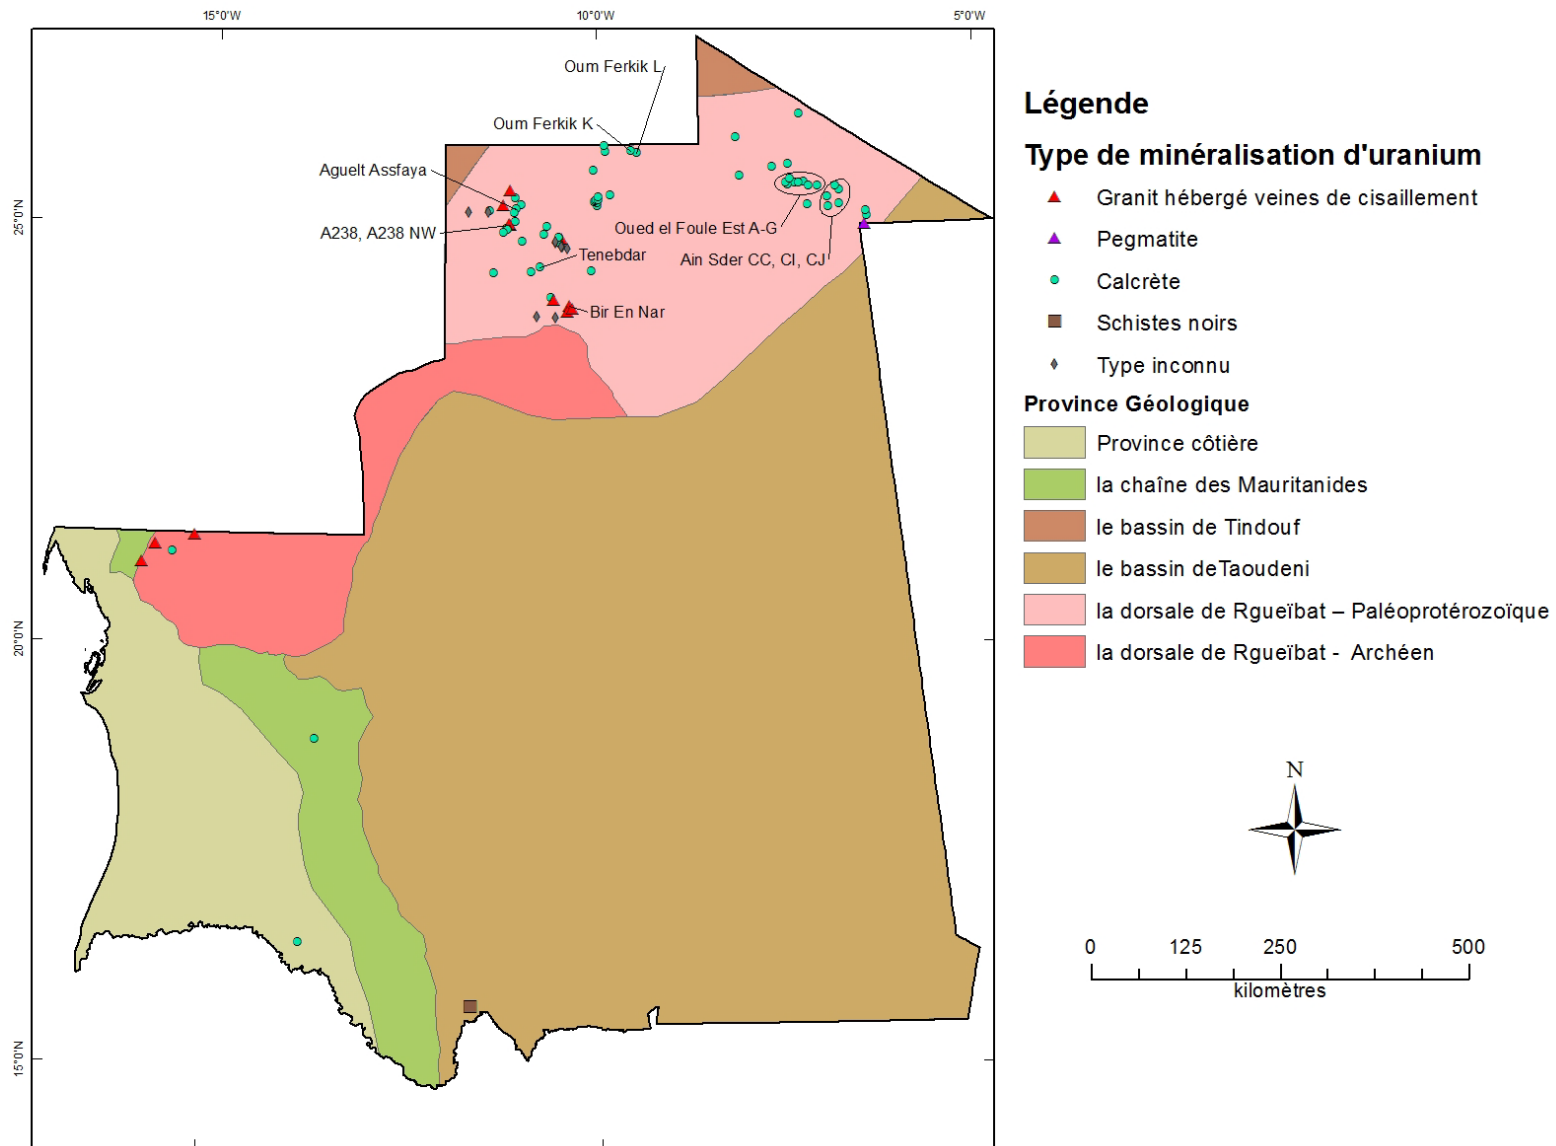 15°0'W
10°0'W
5°0'W
25°0'N
20°0'N
15°0'N
Oum Ferkik L
Oum Ferkik K
Aguelt Assfaya
A238, A238 NW
Oued el Foule Est A-G
Tenebdar
Ain Sder CC, CI, CJ
Bir En Nar
Légende
Type de minéralisation d'uranium
Granit hébergé veines de cisaillement
Pegmatite
Calcrète
Schistes noirs
Type inconnu
Province Géologique
Province côtière
la chaîne des Mauritanides
le bassin de Tindouf
le bassin deTaoudeni
la dorsale de Rgueïbat – Paléoprotérozoïque
la dorsale de Rgueïbat - Archéen
N
0 125 250 500
kilomètres